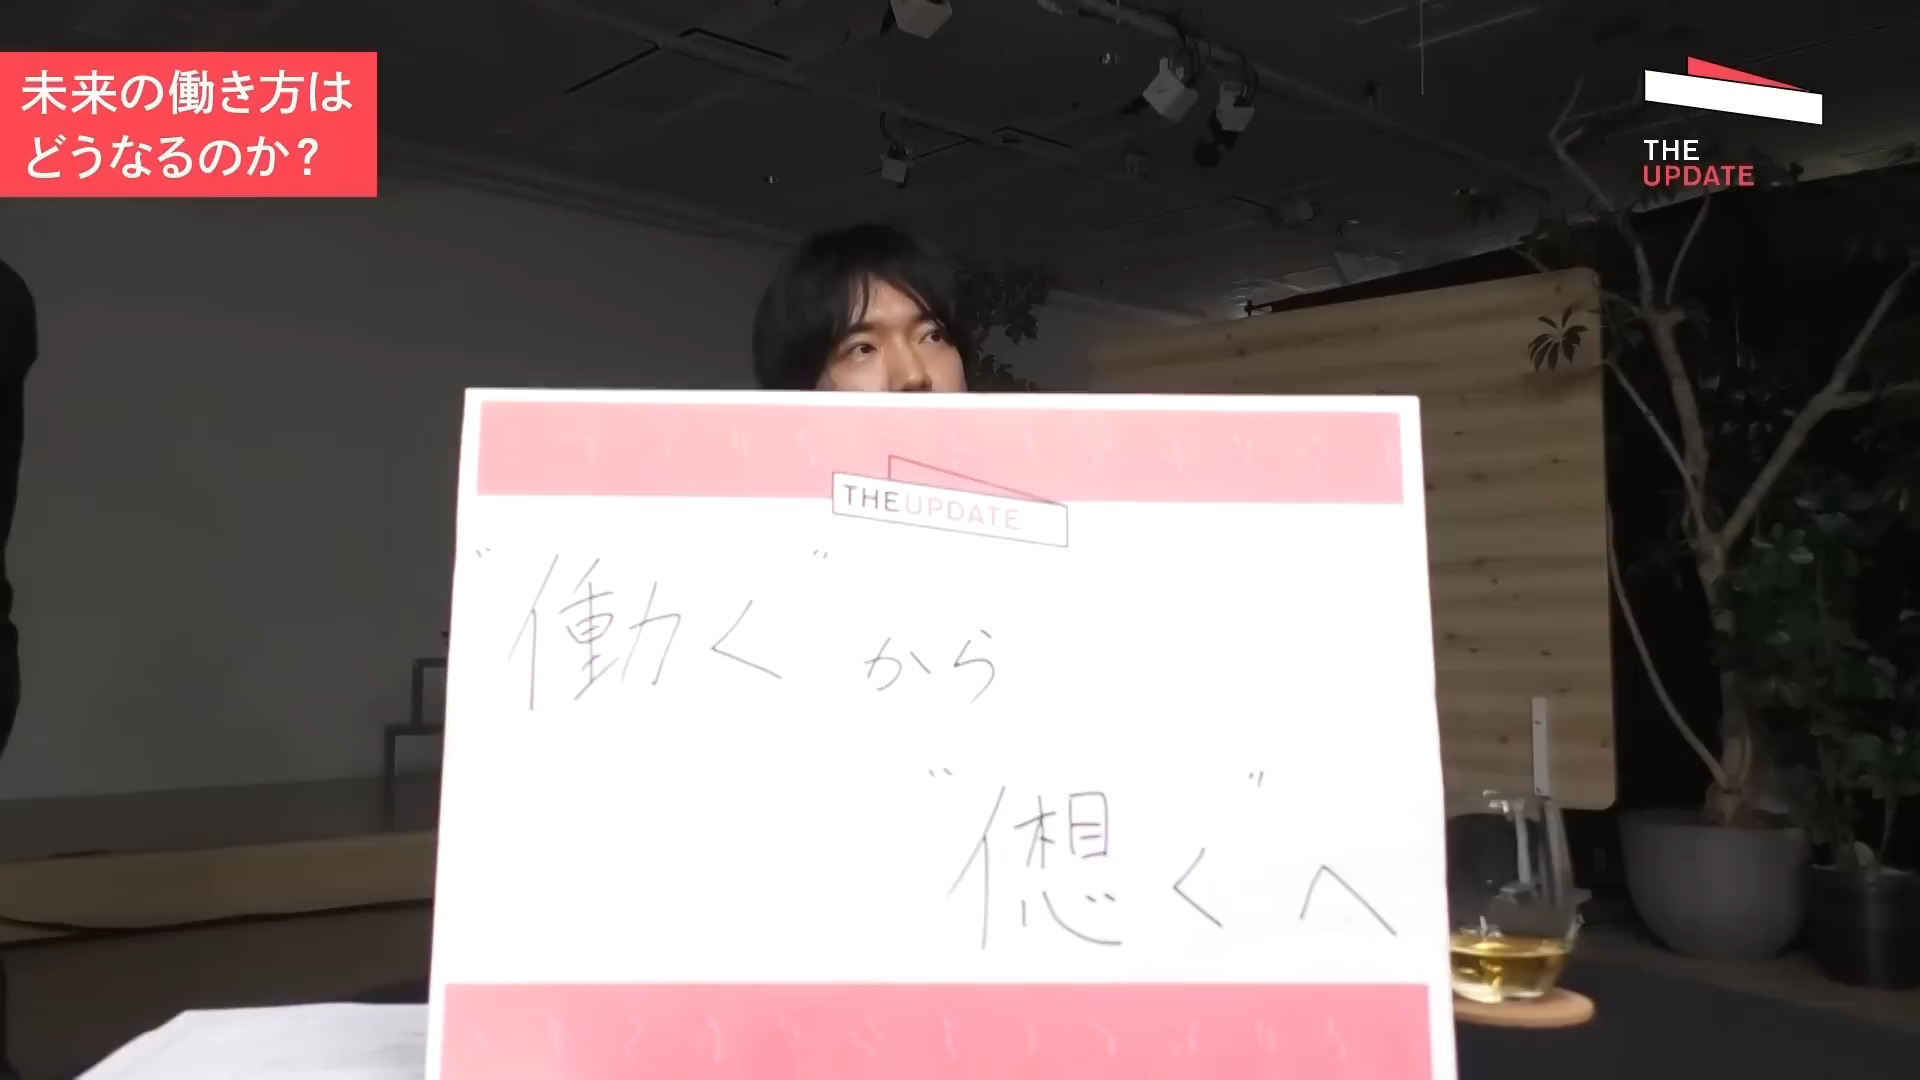 未来の働き方は
どうなるのか？
THE
UPDATE
THE UPDATE
"働く"から
"偬く"へ